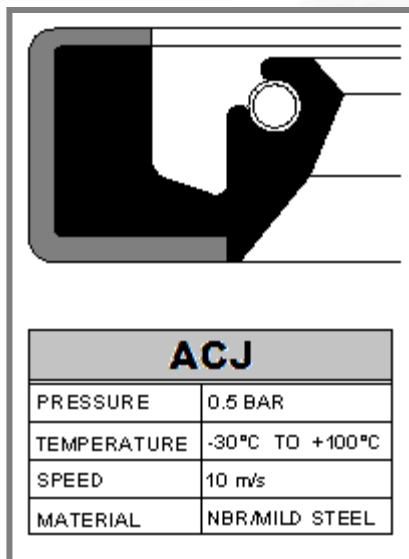 ACJ
PRESSURE 0.5 BAR
TEMPERATURE -30°C TO +100°C
SPEED 10 m/s
MATERIAL NBR/MILD STEEL